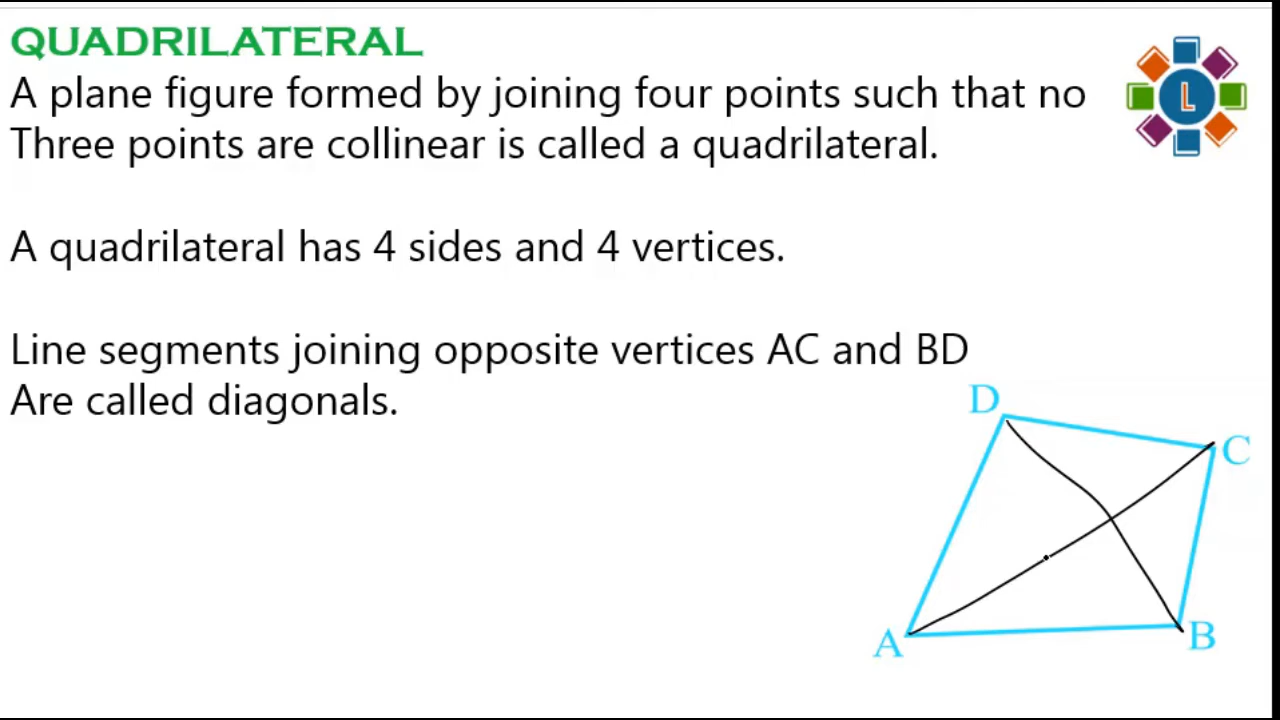 QUADRILATERAL
A plane figure formed by joining four points such that no
Three points are collinear is called a quadrilateral.
A quadrilateral has 4 sides and 4 vertices.
Line segments joining opposite vertices AC and BD
Are called diagonals.
D
C
A
B
L